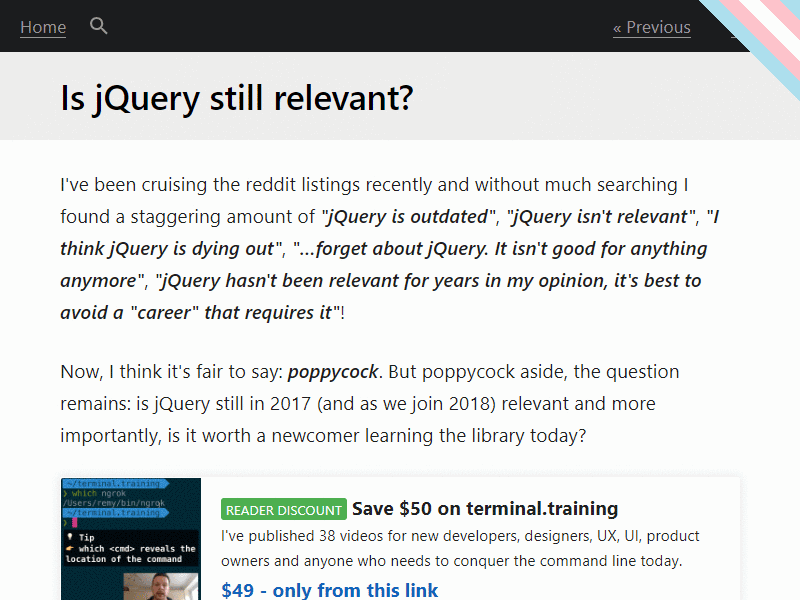 Home
« Previous
Is jQuery still relevant?
I've been cruising the reddit listings recently and without much searching I
found a staggering amount of "jQuery is outdated", "jQuery isn't relevant", "I
think jQuery is dying out", "...forget about jQuery. It isn't good for anything
anymore", "jQuery hasn't been relevant for years in my opinion, it's best to
avoid a "career" that requires it"!
Now, I think it's fair to say: poppycock. But poppycock aside, the question
remains: is jQuery still in 2017 (and as we join 2018) relevant and more
importantly, is it worth a newcomer learning the library today?
~/terminal.training
❯ which ngrok
/Users/remy/bin/ngrok
~/terminal.training
❯
Tip
which <cmd> reveals the
location of the command
READER DISCOUNT Save $50 on terminal.training
I've published 38 videos for new developers, designers, UX, UI, product
owners and anyone who needs to conquer the command line today.
$49 - only from this link